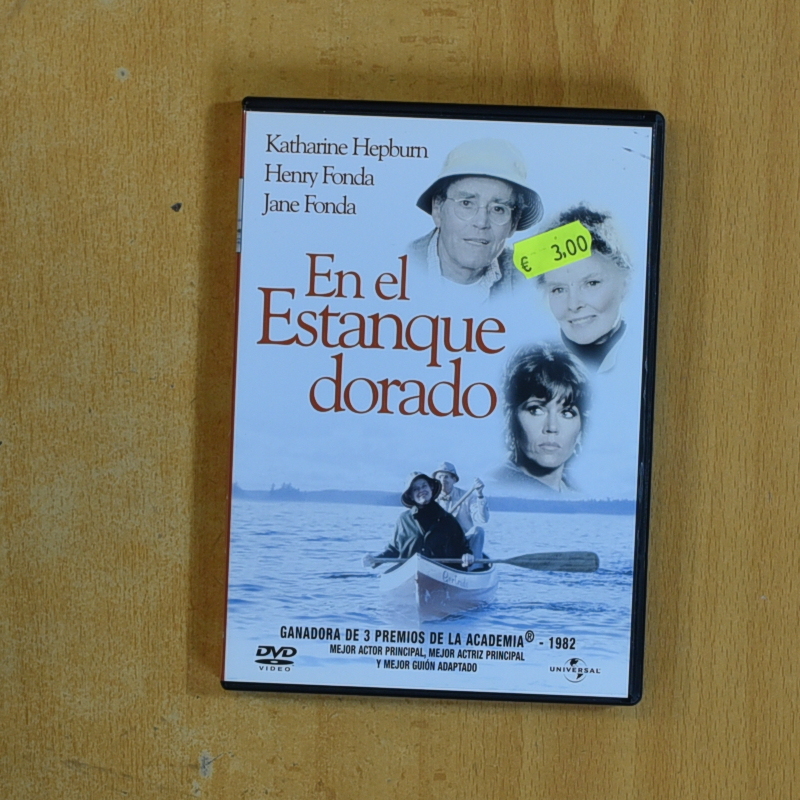 Katharine Hepburn
Henry Fonda
Jane Fonda
€ 3,00
En el
Estanque
dorado
GANADORA DE 3 PREMIOS DE LA ACADEMIA® - 1982
MEJOR ACTOR PRINCIPAL, MEJOR ACTRIZ PRINCIPAL
Y MEJOR GUIÓN ADAPTADO
DVD
VIDEO
UNIVERSAL